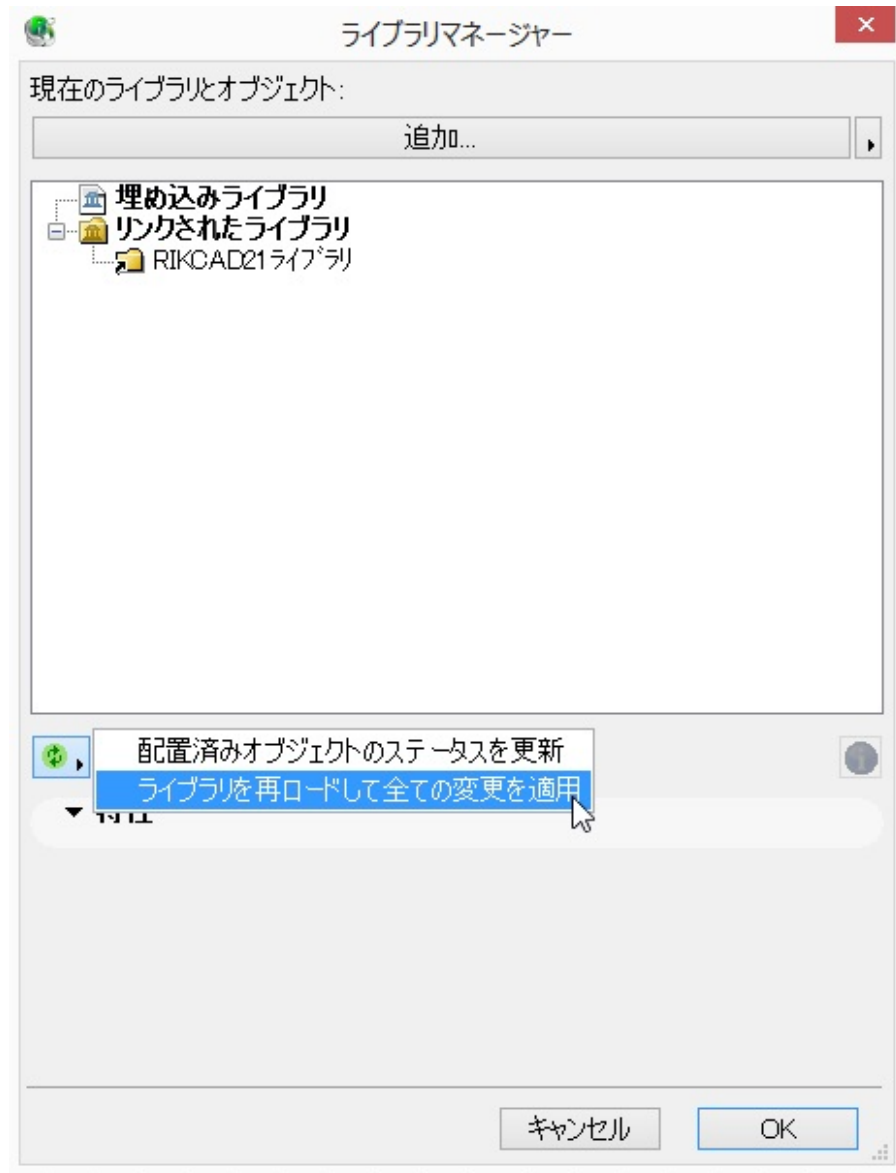 ライブラリマネージャー
現在のライブラリとオブジェクト:
追加...
埋め込みライブラリ
リンクされたライブラリ
RIKCAD21ライブラリ
配置済みオブジェクトのステータスを更新
ライブラリを再ロードして全ての変更を適用
特性
キャンセル
OK